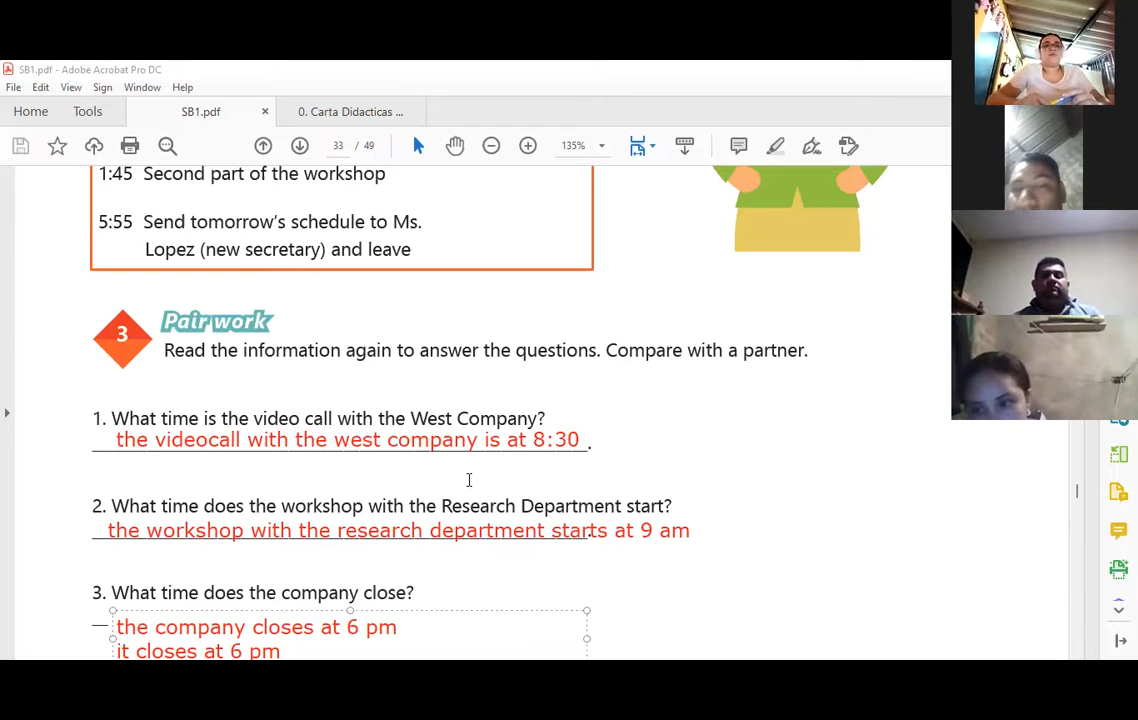 SB1.pdf - Adobe Acrobat Pro DC
File Edit View Sign Window Help
Home Tools SB1.pdf × 0. Carta Didacticas ...
33 / 49 135%
1:45 Second part of the workshop
5:55 Send tomorrow's schedule to Ms.
Lopez (new secretary) and leave
3 Pair work
Read the information again to answer the questions. Compare with a partner.
1. What time is the video call with the West Company?
the videocall with the west company is at 8:30.
2. What time does the workshop with the Research Department start?
the workshop with the research department starts at 9 am
3. What time does the company close?
the company closes at 6 pm
it closes at 6 pm